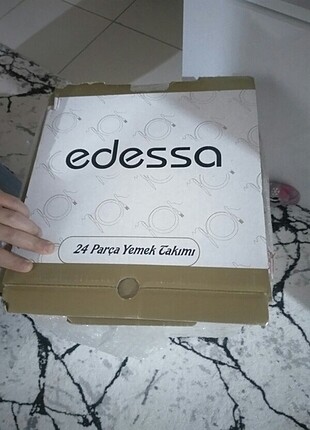 edessa
24 Parça Yemek Takımı